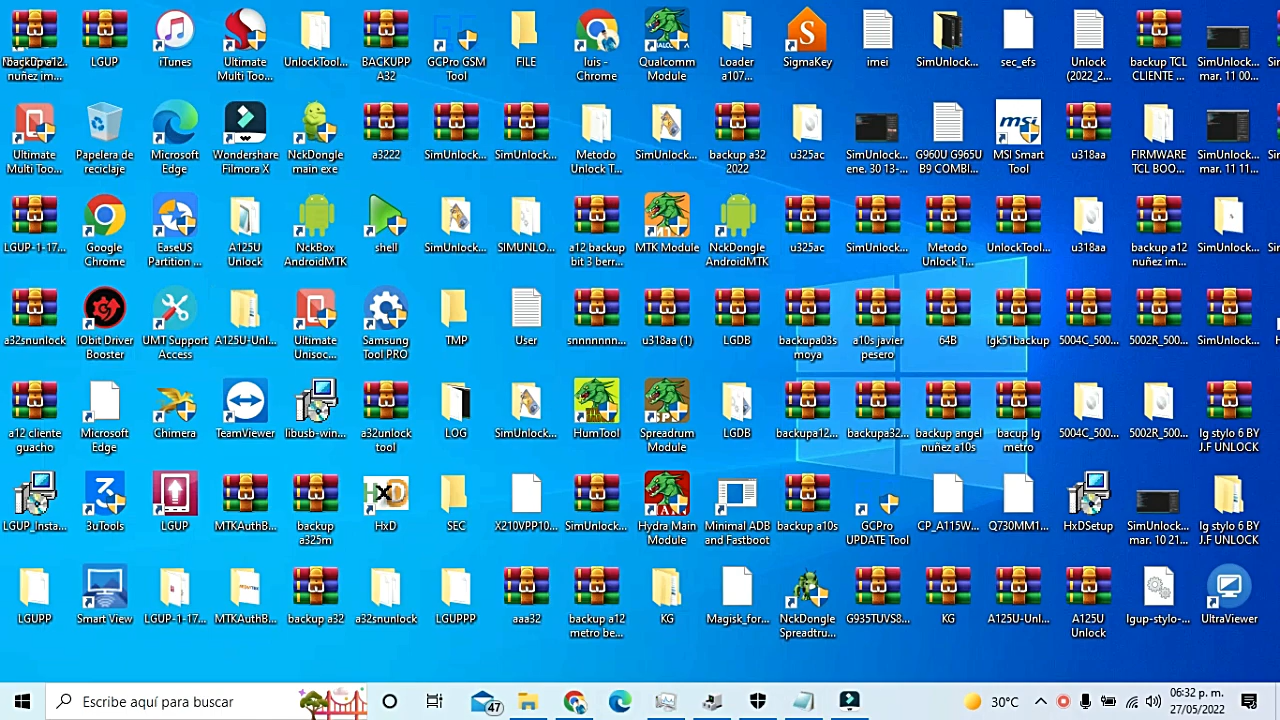 LGUP
iTunes
Ultimate
Multi Too...
UnlockTool...
BACKUPP
A32
GCPro GSM
Tool
FILE
luis -
Chrome
Qualcomm
Module
Loader
a107...
SigmaKey
imei
SimUnlock...
mar. 11 00...
sec_efs
Unlock
(2022_2...
backup TCL
CLIENTE ...
nuñez im...
Ultimate
Multi Too...
Papelera de
reciclaje
Microsoft
Edge
Wondershare
Filmora X
NckDongle
main exe
a3222
SimUnlock...
SimUnlock...
Metodo
Unlock T...
SimUnlock...
backup a32
2022
u325ac
SimUnlock...
ene. 30 13-...
G960U G965U
B9 COMBI...
msi
MSI Smart
Tool
u318aa
FIRMWARE
TCL BOO...
SimUnlock...
mar. 11 11...
LGUP-1-17...
Google
Chrome
EaseUS
Partition ...
A125U
Unlock
NckBox
AndroidMTK
shell
SimUnlock...
SIMUNLO...
a12 backup
bit 3 berr...
MTK Module
NckDongle
AndroidMTK
u325ac
SimUnlock...
Metodo
Unlock T...
UnlockTool...
u318aa
backup a12
nuñez im...
SimUnlock...
a32snunlock
IObit Driver
Booster
UMT Support
Access
A125U-Unl...
Ultimate
Unisoc...
Samsung
Tool PRO
TMP
User
snnnnnnn...
u318aa (1)
LGDB
backupa03s
moya
a10s javier
pesero
64B
lgk51backup
5004C_500...
5002R_500...
SimUnlock...
a12 cliente
guacho
Microsoft
Edge
Chimera
TeamViewer
libusb-win...
a32unlock
tool
LOG
SimUnlock...
HumTool
Spreadrum
Module
LGDB
backupa12...
backupa32...
backup angel
nuñez a10s
bacup lg
metro
5004C_500...
5002R_500...
lg stylo 6 BY
J.F UNLOCK
LGUP_Insta...
3uTools
LGUP
MTKAuthB...
backup
a325m
HxD
SEC
X210VPP10...
SimUnlock...
Hydra Main
Module
Minimal ADB
and Fastboot
backup a10s
GCPro
UPDATE Tool
CP_A115W...
Q730MM1...
HxDSetup
SimUnlock...
mar. 10 21...
lg stylo 6 BY
J.F UNLOCK
LGUPP
Smart View
LGUP-1-17...
MTKAuthB...
backup a32
a32snunlock
LGUPPP
aaa32
backup a12
metro be...
KG
Magisk_for...
NckDongle
Spreadtru...
G935TUVS8...
KG
A125U-Unl...
A125U
Unlock
lgup-stylo-...
UltraViewer
Escribe aquí para buscar
47
30°C
06:32 p. m.
27/05/2022